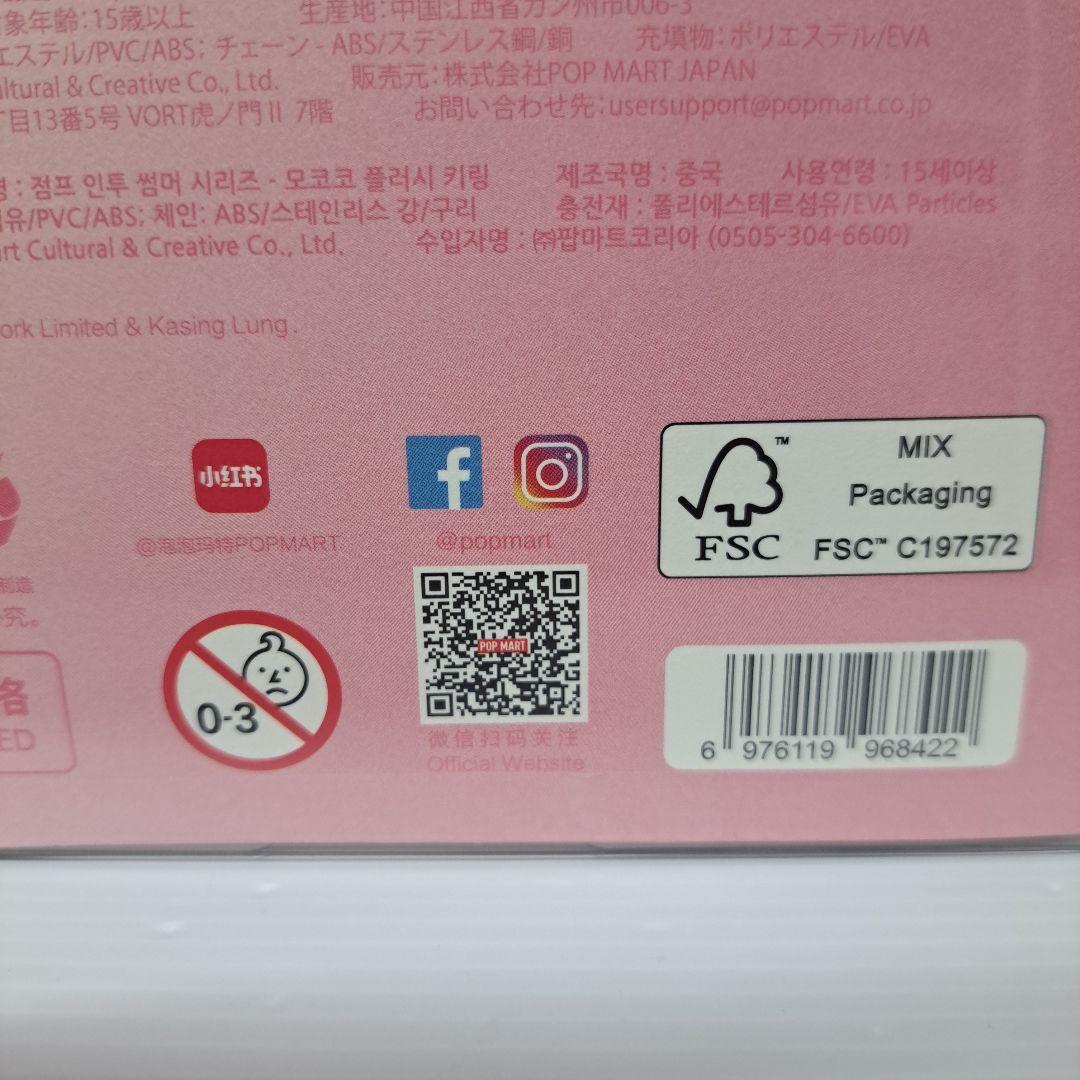 対象年齢：15歳以上 生産地：中国江西省カン州市006-3
エステル/PVC/ABS; チェーン - ABS/ステンレス鋼/銅 充填物：ポリエステル/EVA
ltural & Creative Co., Ltd. 販売元：株式会社POP MART JAPAN
丁目13番5号 VORT虎ノ門Ⅱ 7階 お問い合わせ先：usersupport@popmart.co.jp
명 : 점프 인투 썸머 시리즈 - 모코코 플러시 키링 제조국명 : 중국 사용연령 : 15세이상
섬유/PVC/ABS; 체인: ABS/스테인리스 강/구리 충전재 : 폴리에스테르섬유/EVA Particles
art Cultural & Creative Co., Ltd. 수입자명 : ㈜팝마트코리아 (0505-304-6600)
ork Limited & Kasing Lung.
小红书
@泡泡玛特POPMART
@popmart
制造
究。
格
ED
0-3
POP MART
微信扫码关注
Official Website
FSC
™
MIX
Packaging
FSC™ C197572
6 976119 968422